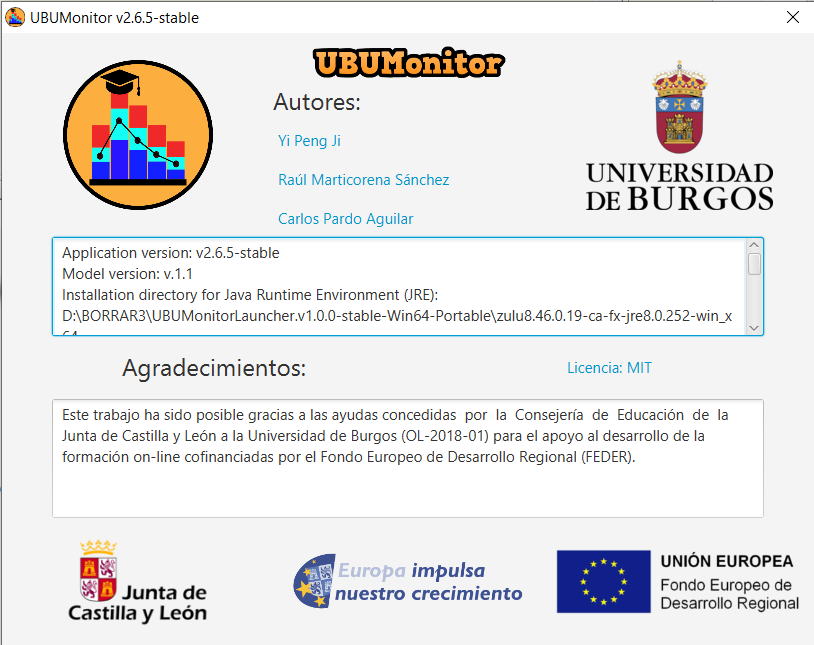 UBUMonitor v2.6.5-stable
UBUMonitor
Autores:
Yi Peng Ji
Raúl Marticorena Sánchez
Carlos Pardo Aguilar
UNIVERSIDAD
DE BURGOS
Application version: v2.6.5-stable
Model version: v.1.1
Installation directory for Java Runtime Environment (JRE):
D:\BORRAR3\UBUMonitorLauncher.v1.0.0-stable-Win64-Portable\zulu8.46.0.19-ca-fx-jre8.0.252-win_x
64
Agradecimientos:
Licencia: MIT
Este trabajo ha sido posible gracias a las ayudas concedidas por la Consejería de Educación de la
Junta de Castilla y León a la Universidad de Burgos (OL-2018-01) para el apoyo al desarrollo de la
formación on-line cofinanciadas por el Fondo Europeo de Desarrollo Regional (FEDER).
Junta de
Castilla y León
Europa impulsa
nuestro crecimiento
UNIÓN EUROPEA
Fondo Europeo de
Desarrollo Regional